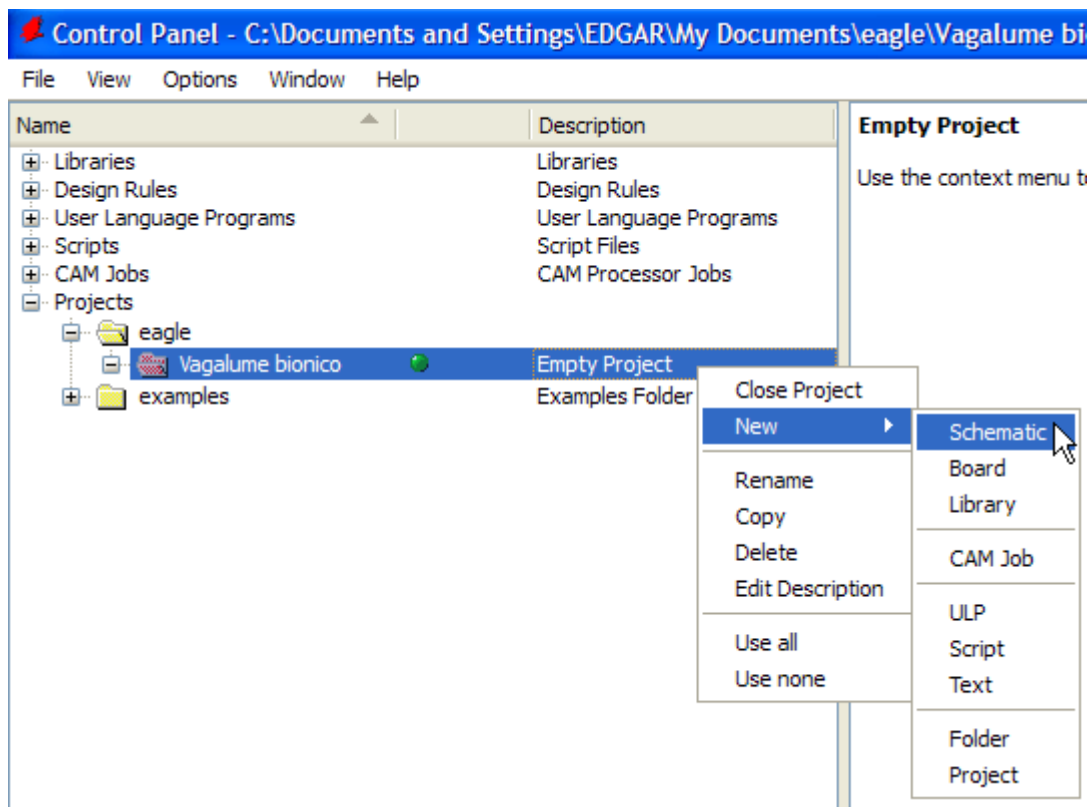 Control Panel - C:\Documents and Settings\EDGAR\My Documents\eagle\Vagalume bi
File View Options Window Help
Name Description
Libraries Libraries
Design Rules Design Rules
User Language Programs User Language Programs
Scripts Script Files
CAM Jobs CAM Processor Jobs
Projects
eagle
Vagalume bionico Empty Project
examples Examples Folder
Empty Project
Use the context menu t
Close Project
New
Rename
Copy
Delete
Edit Description
Use all
Use none
Schematic
Board
Library
CAM Job
ULP
Script
Text
Folder
Project